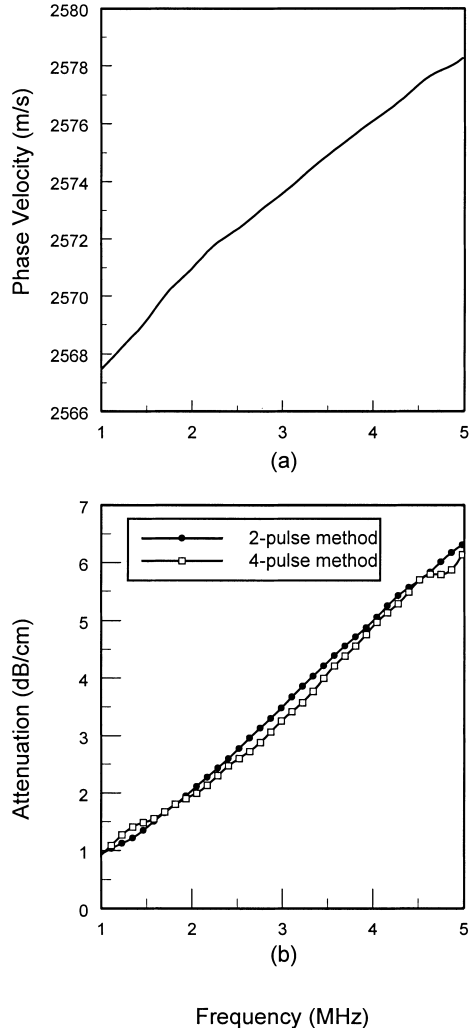 2580
2578
2576
2574
2572
2570
2568
2566
Phase Velocity (m/s)
1 2 3 4 5
(a)
7
6
5
4
3
2
1
0
Attenuation (dB/cm)
2-pulse method
4-pulse method
1 2 3 4 5
(b)
Frequency (MHz)